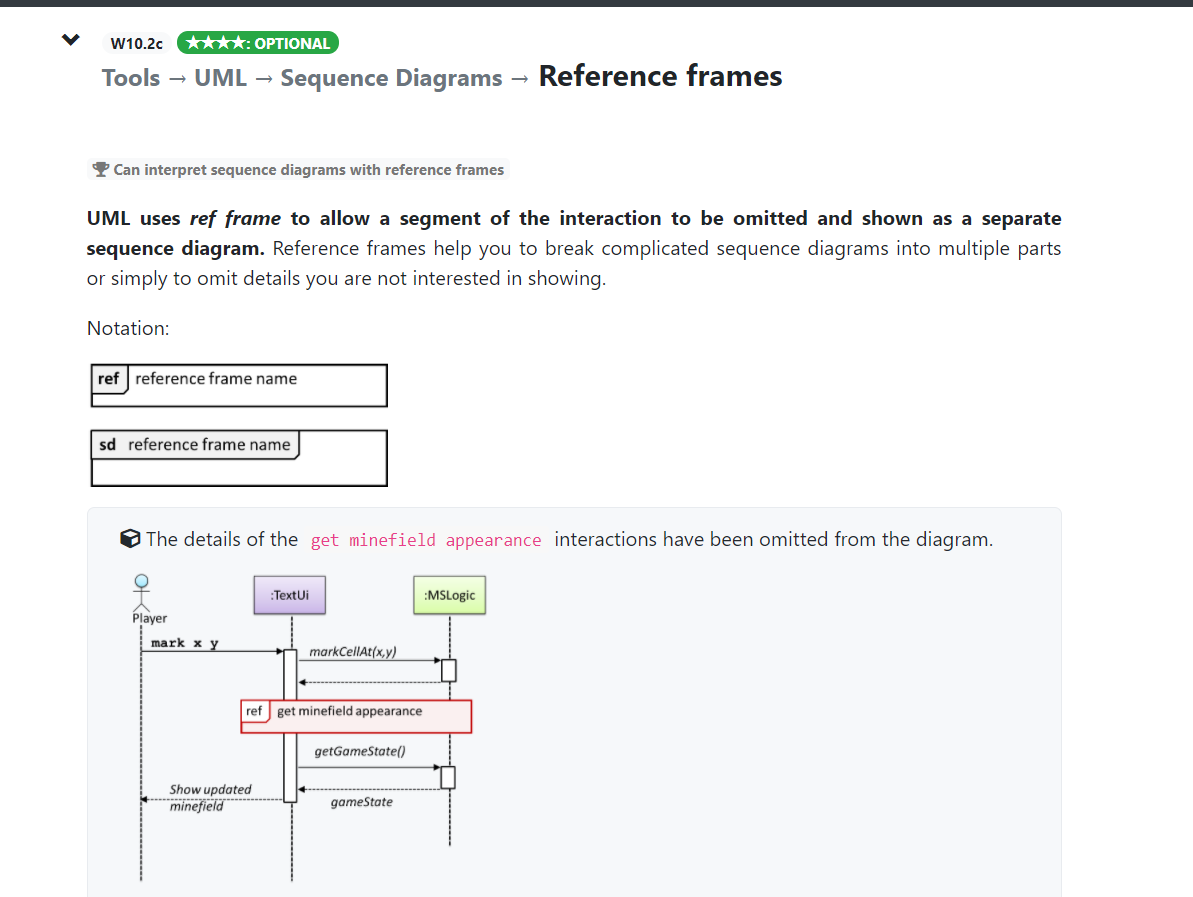 W10.2c ★★★★: OPTIONAL
Tools → UML → Sequence Diagrams → Reference frames
Can interpret sequence diagrams with reference frames
UML uses ref frame to allow a segment of the interaction to be omitted and shown as a separate
sequence diagram. Reference frames help you to break complicated sequence diagrams into multiple parts
or simply to omit details you are not interested in showing.
Notation:
ref reference frame name
sd reference frame name
The details of the get minefield appearance interactions have been omitted from the diagram.
:TextUi :MSLogic
Player
mark x y
markCellAt(x,y)
ref get minefield appearance
getGameState()
Show updated
minefield
gameState